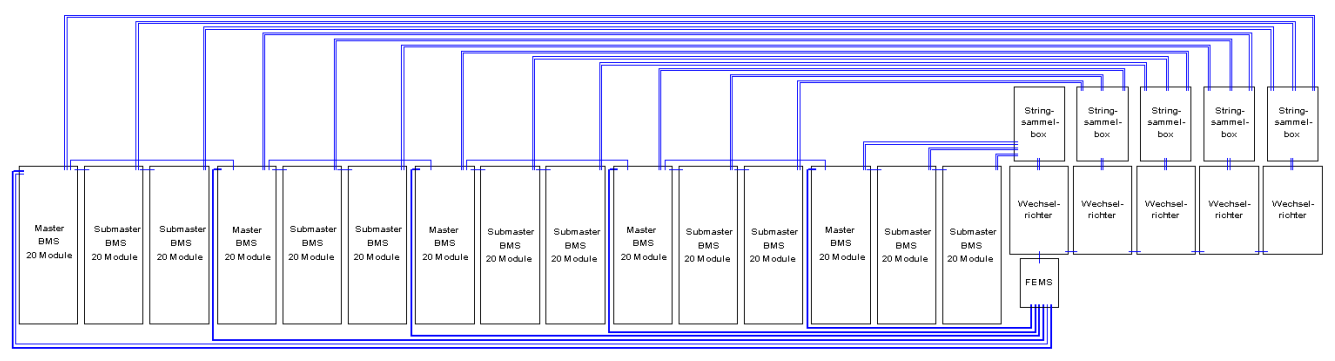 String-
sammel-
box
String-
sammel-
box
String-
sammel-
box
String-
sammel-
box
String-
sammel-
box
Master
BMS
20 Module
Submaster
BMS
20 Module
Submaster
BMS
20 Module
Master
BMS
20 Module
Submaster
BMS
20 Module
Submaster
BMS
20 Module
Master
BMS
20 Module
Submaster
BMS
20 Module
Submaster
BMS
20 Module
Master
BMS
20 Module
Submaster
BMS
20 Module
Submaster
BMS
20 Module
Master
BMS
20 Module
Submaster
BMS
20 Module
Submaster
BMS
20 Module
Wechsel-
richter
Wechsel-
richter
Wechsel-
richter
Wechsel-
richter
Wechsel-
richter
FEMS